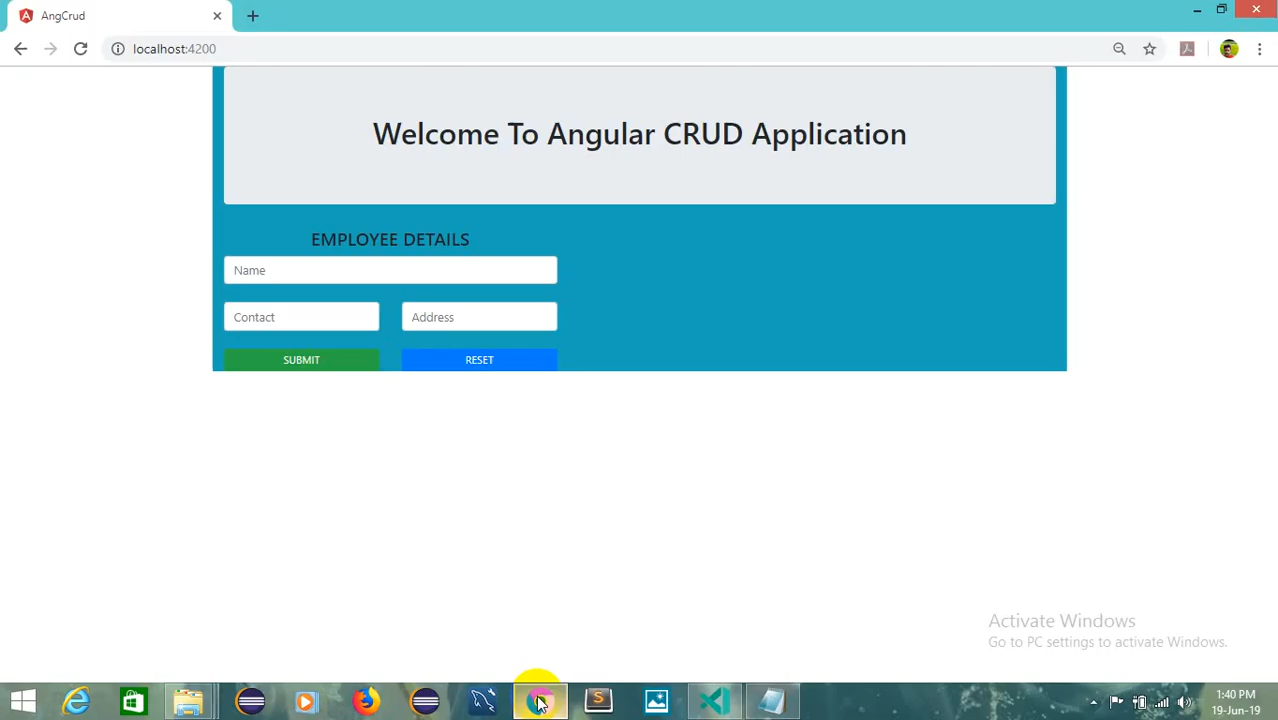 AngCrud
localhost:4200
Welcome To Angular CRUD Application
EMPLOYEE DETAILS
Name
Contact
Address
SUBMIT
RESET
Activate Windows
Go to PC settings to activate Windows.
S
1:40 PM
19-Jun-19